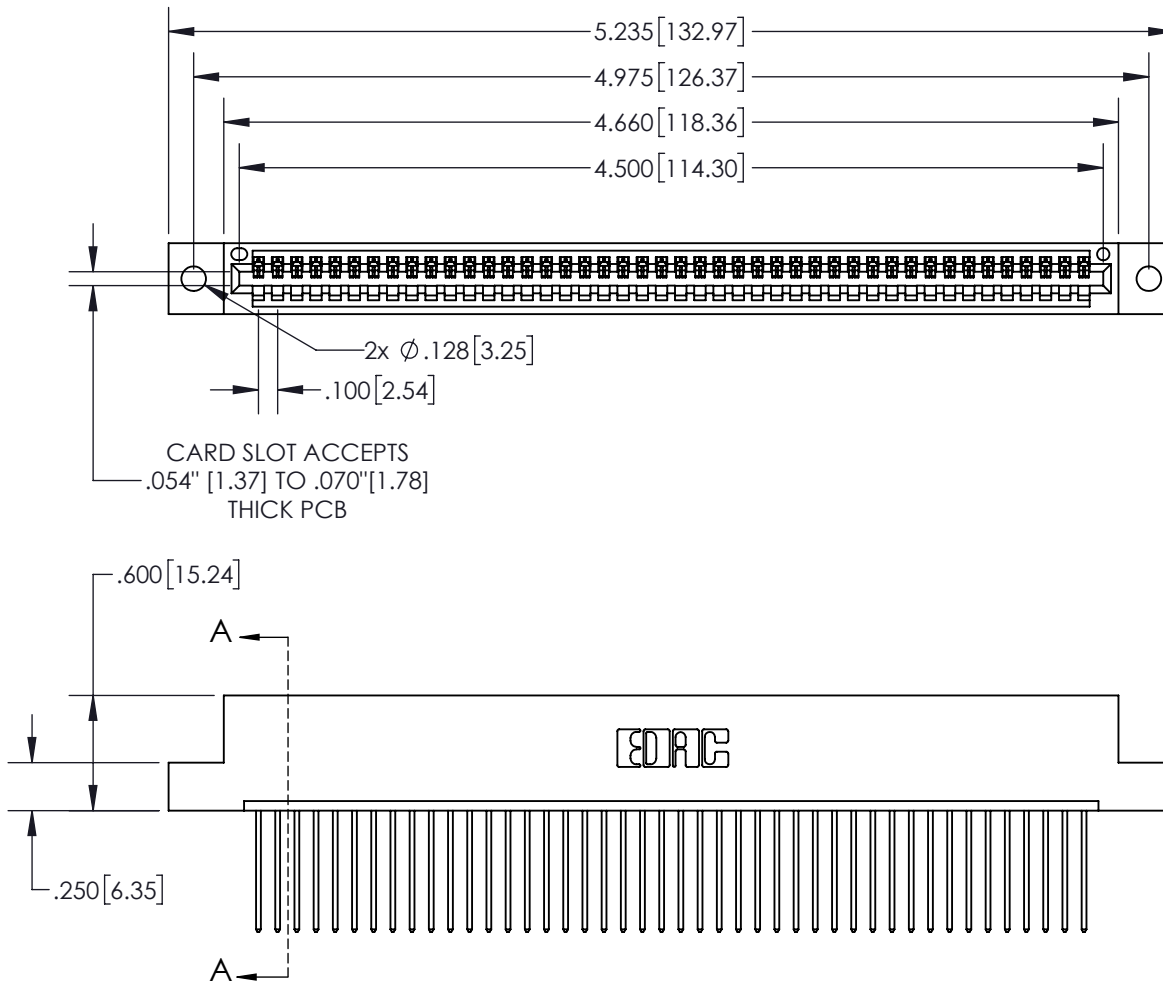 5.235[132.97]
4.975[126.37]
4.660[118.36]
4.500[114.30]
2x Ø.128[3.25]
.100[2.54]
CARD SLOT ACCEPTS
.054" [1.37] TO .070"[1.78]
THICK PCB
.600[15.24]
A
EDAC
.250[6.35]
A